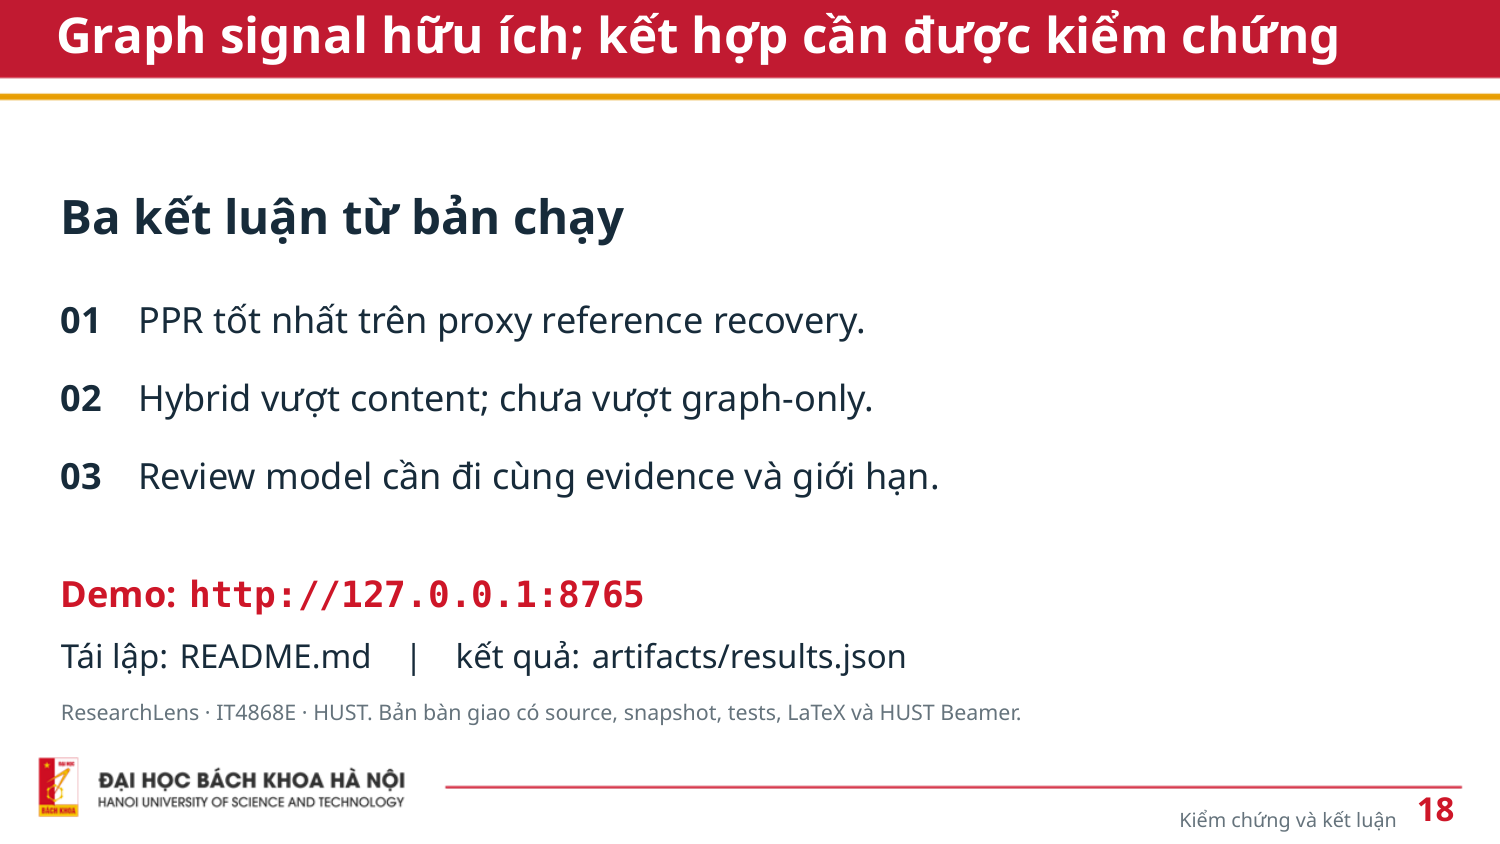 Graph signal hữu ích; kết hợp cần được kiểm chứng
Ba kết luận từ bản chạy
01 PPR tốt nhất trên proxy reference recovery.
02 Hybrid vượt content; chưa vượt graph-only.
03 Review model cần đi cùng evidence và giới hạn.
Demo: http://127.0.0.1:8765
Tái lập: README.md | kết quả: artifacts/results.json
ResearchLens · IT4868E · HUST. Bản bàn giao có source, snapshot, tests, LaTeX và HUST Beamer.
ĐẠI HỌC
BÁCH KHOA
ĐẠI HỌC BÁCH KHOA HÀ NỘI
HANOI UNIVERSITY OF SCIENCE AND TECHNOLOGY
Kiểm chứng và kết luận 18